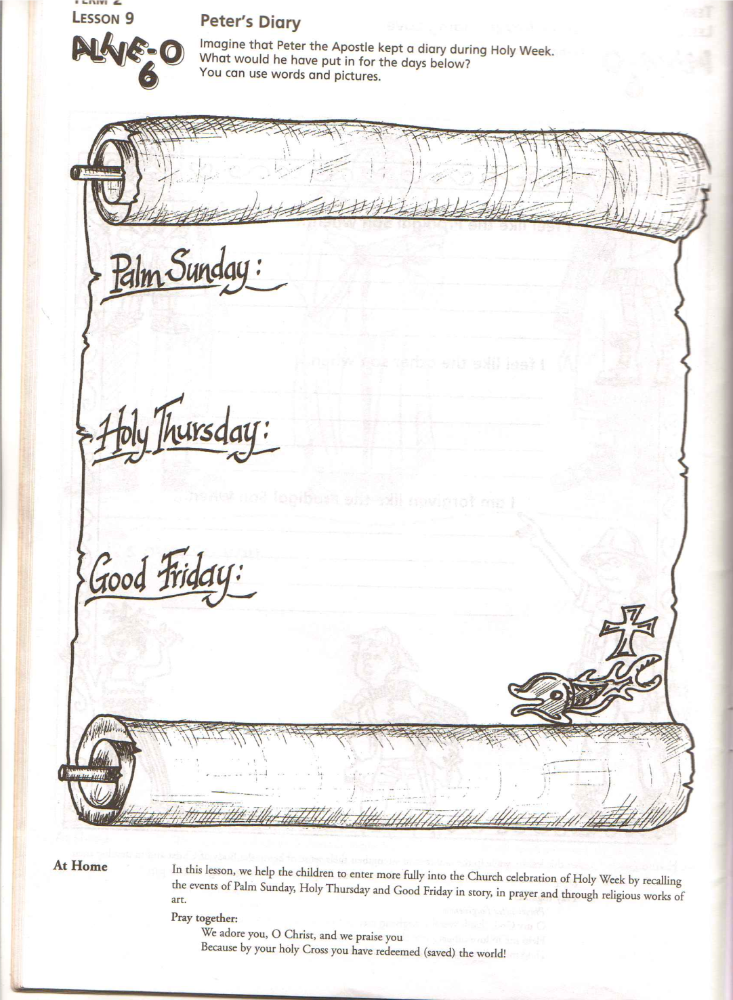 TERM 2
LESSON 9
ALIVE-O
6
Peter's Diary
Imagine that Peter the Apostle kept a diary during Holy Week.
What would he have put in for the days below?
You can use words and pictures.
Palm Sunday:
Holy Thursday:
Good Friday:
At Home
In this lesson, we help the children to enter more fully into the Church celebration of Holy Week by recalling
the events of Palm Sunday, Holy Thursday and Good Friday in story, in prayer and through religious works of
art.
Pray together:
We adore you, O Christ, and we praise you
Because by your holy Cross you have redeemed (saved) the world!